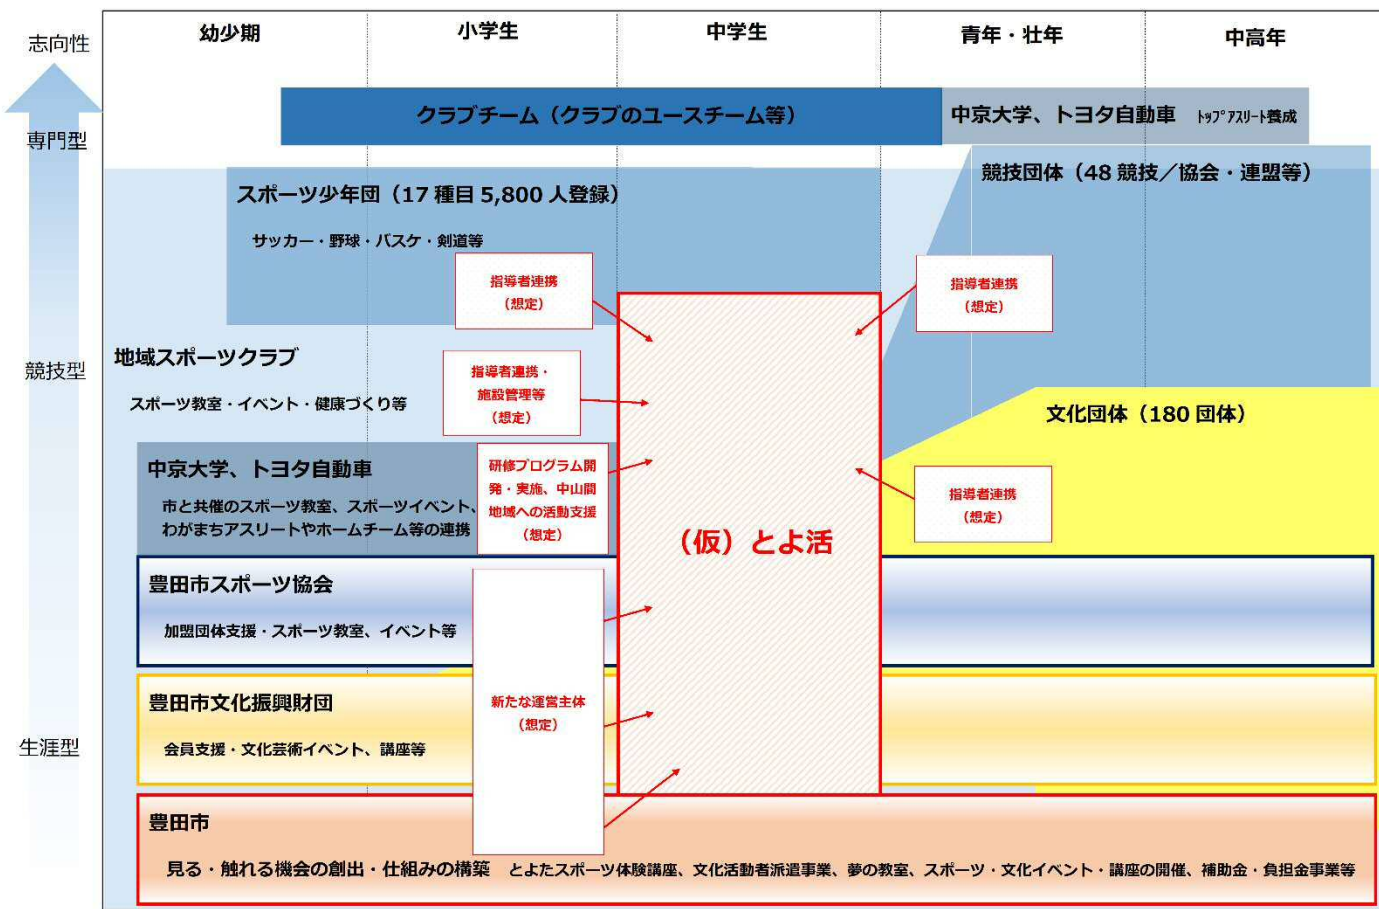 志向性
幼少期
小学生
中学生
青年・壮年
中高年
クラブチーム（クラブのユースチーム等）
中京大学、トヨタ自動車 ﾄｯﾌﾟｱｽﾘｰﾄ養成
専門型
競技団体（48 競技／協会・連盟等）
スポーツ少年団（17 種目 5,800 人登録）
サッカー・野球・バスケ・剣道等
指導者連携
（想定）
指導者連携
（想定）
地域スポーツクラブ
競技型
スポーツ教室・イベント・健康づくり等
指導者連携・
施設管理等
（想定）
文化団体（180 団体）
中京大学、トヨタ自動車
市と共催のスポーツ教室、スポーツイベント、
わがまちアスリートやホームチーム等の連携
研修プログラム開
発・実施、中山間
地域への活動支援
（想定）
指導者連携
（想定）
（仮）とよ活
豊田市スポーツ協会
加盟団体支援・スポーツ教室、イベント等
新たな運営主体
（想定）
豊田市文化振興財団
会員支援・文化芸術イベント、講座等
生涯型
豊田市
見る・触れる機会の創出・仕組みの構築 とよたスポーツ体験講座、文化活動者派遣事業、夢の教室、スポーツ・文化イベント・講座の開催、補助金・負担金事業等